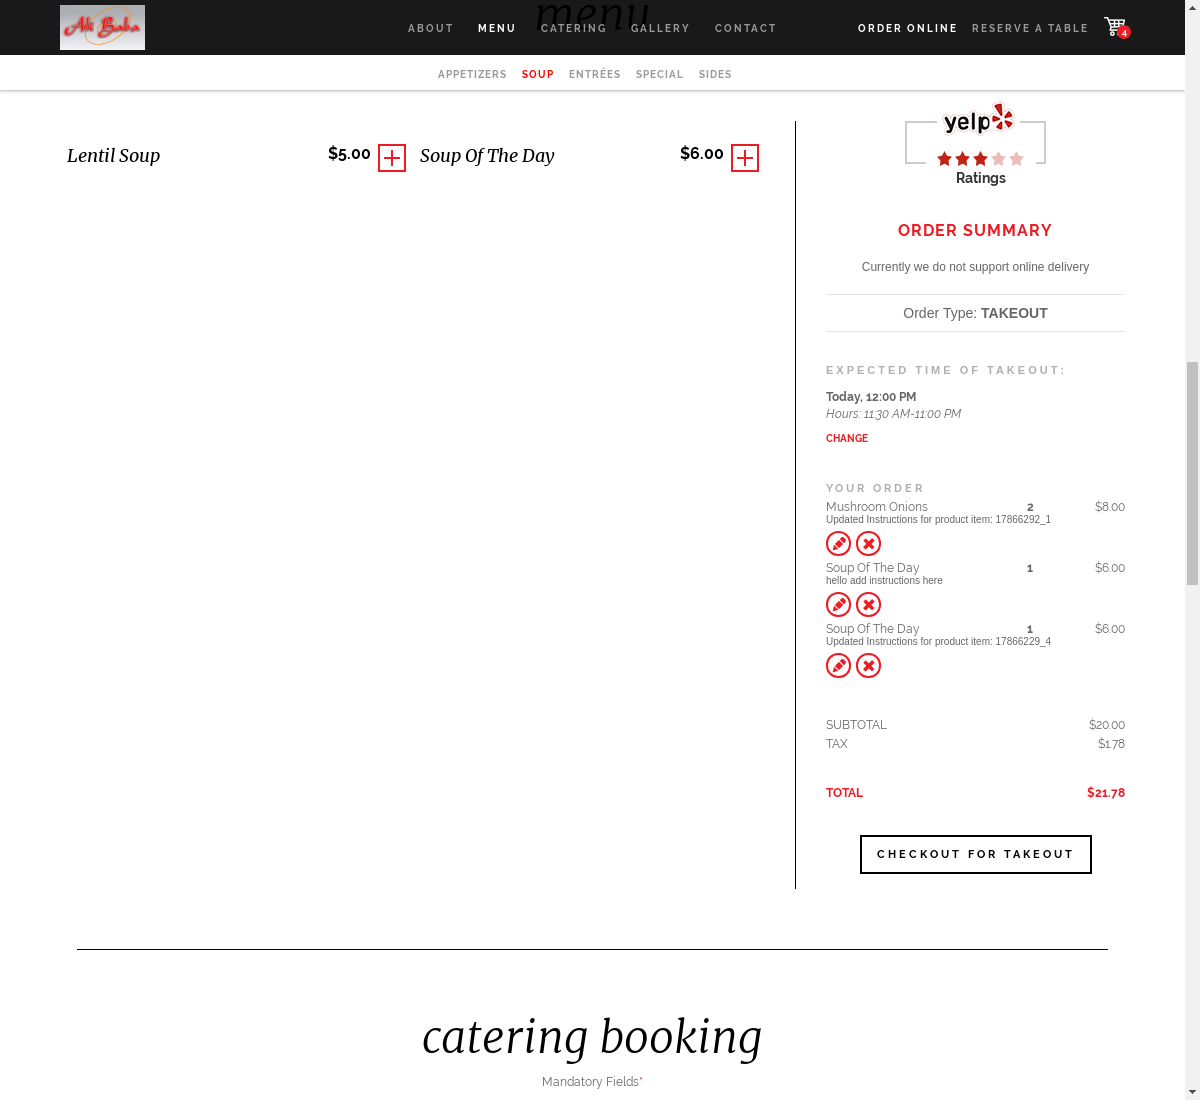 Ali Baba
menu
ABOUT MENU CATERING GALLERY CONTACT ORDER ONLINE RESERVE A TABLE 4
APPETIZERS SOUP ENTRÉES SPECIAL SIDES
Lentil Soup $5.00 Soup Of The Day $6.00
yelp
Ratings
ORDER SUMMARY
Currently we do not support online delivery
Order Type: TAKEOUT
EXPECTED TIME OF TAKEOUT:
Today, 12:00 PM
Hours: 11:30 AM-11:00 PM
CHANGE
YOUR ORDER
Mushroom Onions 2 $8.00
Updated Instructions for product item: 17866292_1
Soup Of The Day 1 $6.00
hello add instructions here
Soup Of The Day 1 $6.00
Updated Instructions for product item: 17866229_4
SUBTOTAL $20.00
TAX $1.78
TOTAL $21.78
CHECKOUT FOR TAKEOUT
catering booking
Mandatory Fields*